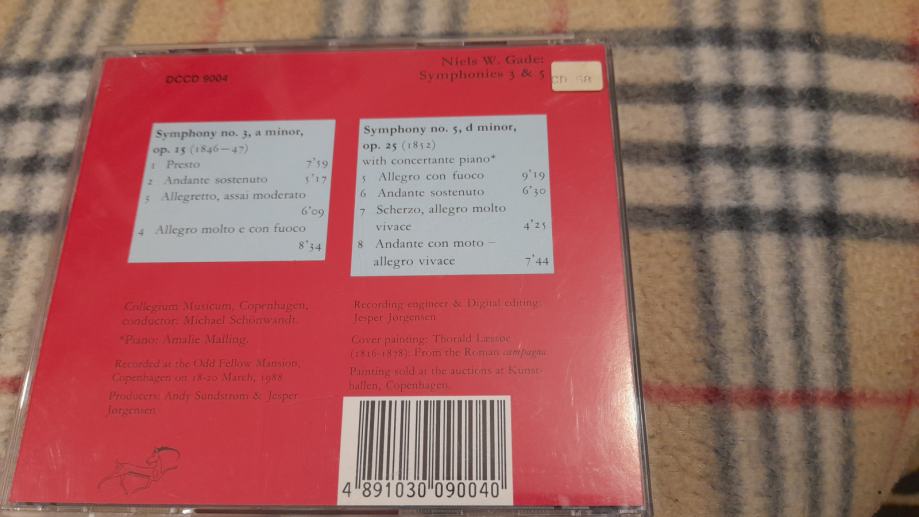 DCCD 9004
Niels W. Gade:
Symphonies 3 & 5
CD SA
Symphony no. 3, a minor,
op. 15 (1846–47)
1 Presto 7'59
2 Andante sostenuto 5'17
3 Allegretto, assai moderato
6'09
4 Allegro molto e con fuoco
8'34
Symphony no. 5, d minor,
op. 25 (1852)
with concertante piano*
5 Allegro con fuoco 9'19
6 Andante sostenuto 6'30
7 Scherzo, allegro molto
vivace 4'25
8 Andante con moto –
allegro vivace 7'44
Collegium Musicum, Copenhagen,
conductor: Michael Schönwandt.
*Piano: Amalie Malling.
Recorded at the Odd Fellow Mansion,
Copenhagen on 18-20 March, 1988
Producers: Andy Sundstrøm & Jesper
Jørgensen
Recording engineer & Digital editing:
Jesper Jørgensen
Cover painting: Thorald Læssøe
(1816-1878): From the Roman campagna
Painting sold at the auctions at Kunst-
hallen, Copenhagen.
4 891030 090040